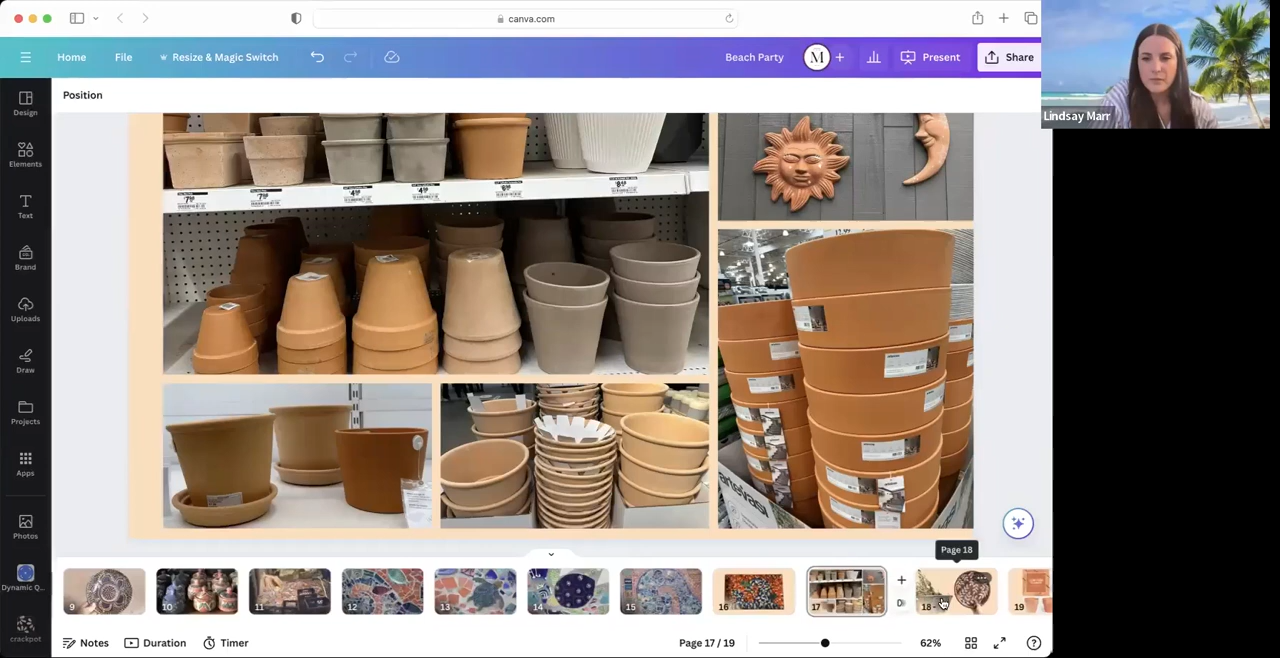 canva.com
Home
File
Resize & Magic Switch
Beach Party
M
Present
Share
Lindsay Marr
Design
Elements
Text
Brand
Uploads
Draw
Projects
Apps
Photos
Dynamic Q...
crackpot
Position
Page 18
9
10
11
12
13
14
15
16
17
18
19
Notes
Duration
Timer
Page 17 / 19
62%